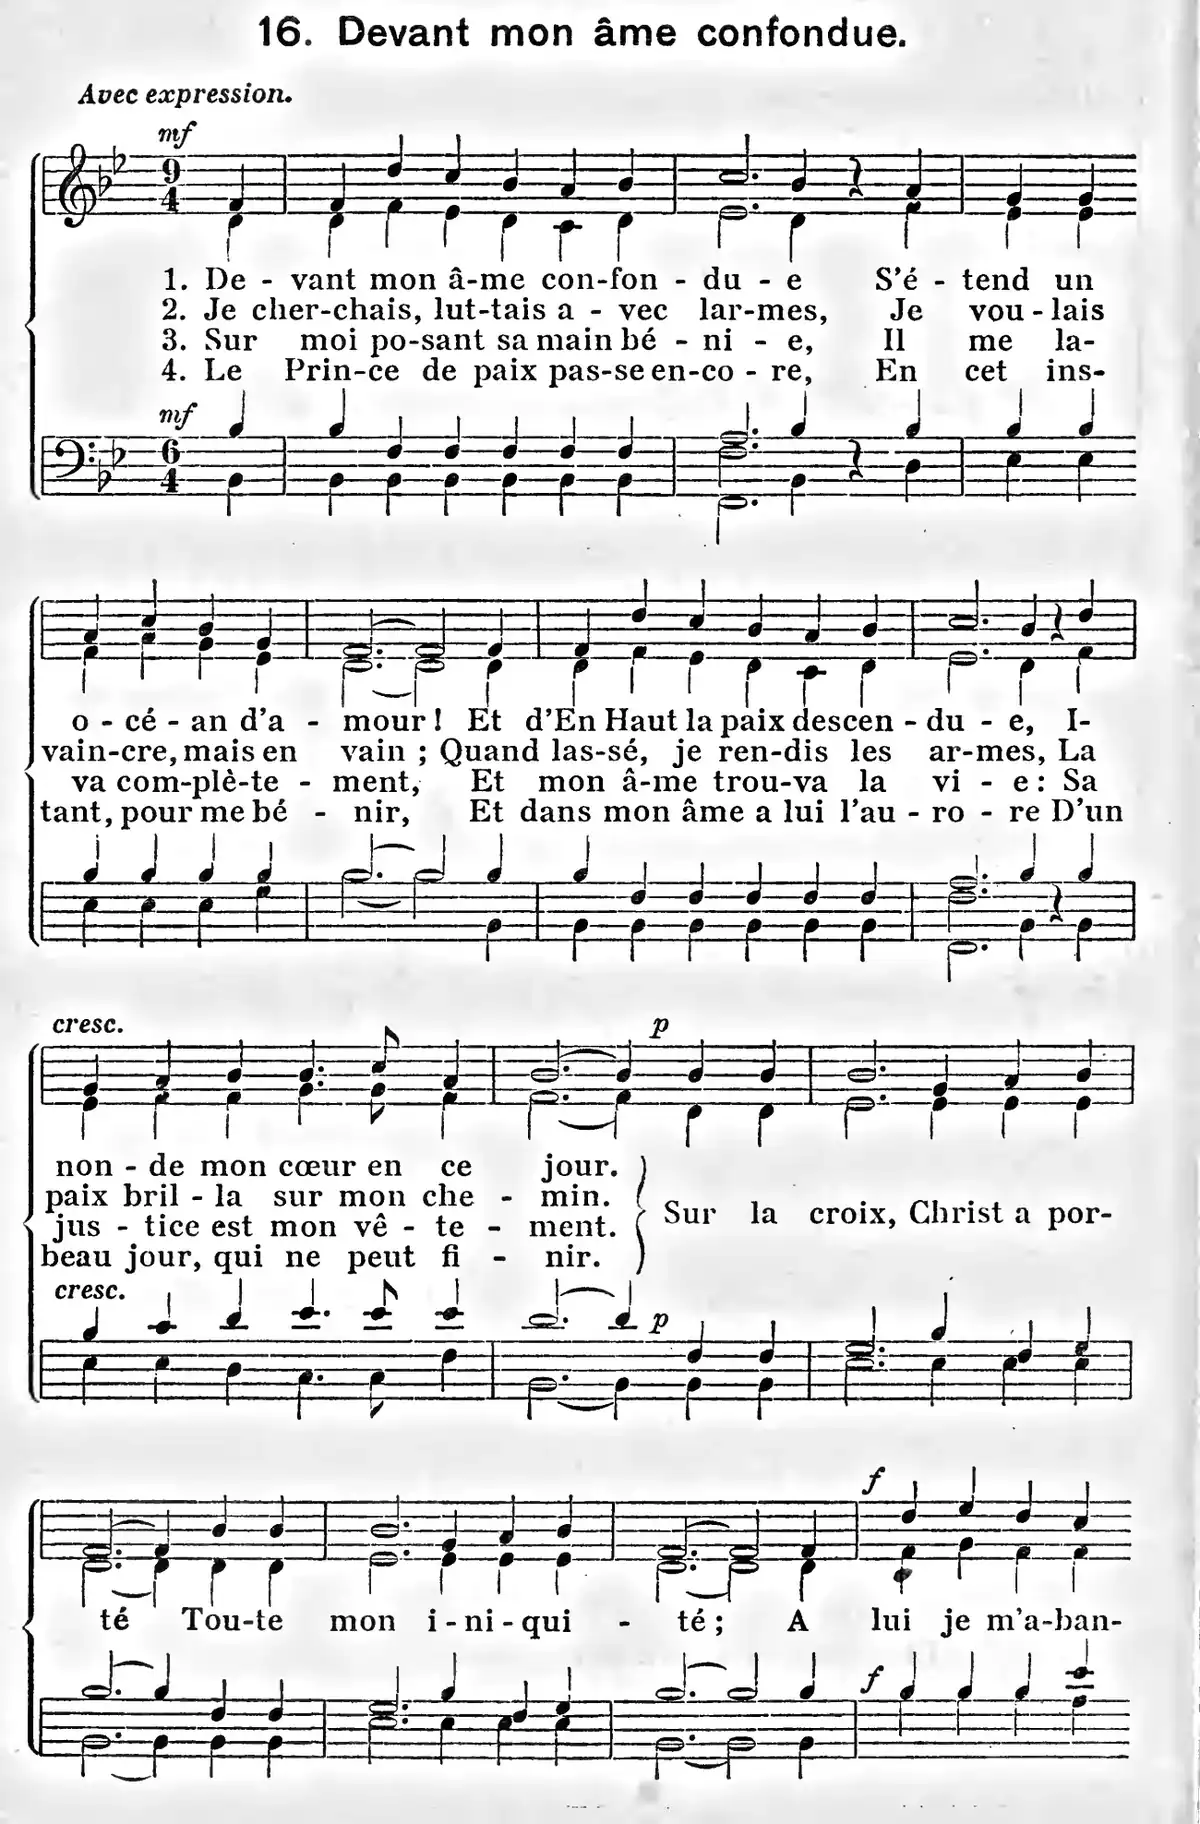 16. Devant mon âme confondue.
Avec expression.
mf
9
4
1. De - vant mon â-me con-fon - du - e S'é - tend un
2. Je cher-chais, lut-tais a - vec lar-mes, Je vou - lais
3. Sur moi po-sant sa main bé - ni - e, Il me la-
4. Le Prin-ce de paix pas-se en-co - re, En cet ins-
mf
6
4
o - cé - an d'a - mour ! Et d'En Haut la paix descen - du - e, I-
vain-cre, mais en vain ; Quand las-sé, je ren-dis les ar-mes, La
va com-plè-te - ment, Et mon â-me trou-va la vi - e : Sa
tant, pour me bé - nir, Et dans mon âme a lui l'au - ro - re D'un
cresc. p
non - de mon cœur en ce jour.
paix bril - la sur mon che - min.
jus - tice est mon vê - te - ment.
beau jour, qui ne peut fi - nir.
Sur la croix, Christ a por-
cresc. p
f
té Tou-te mon i - ni - qui - té ; A lui je m'a-ban-
f